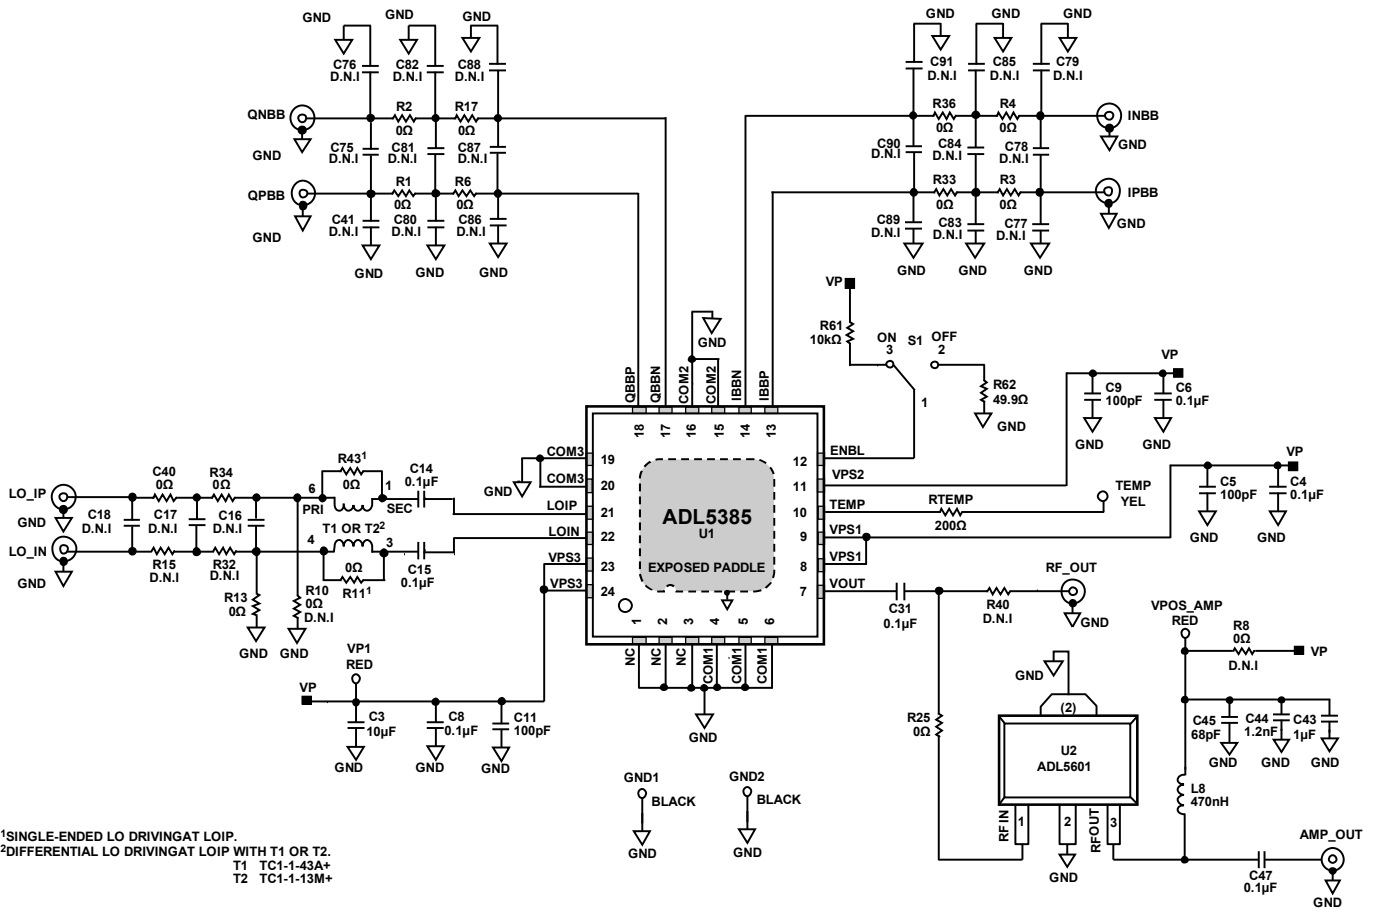 GND
GND
GND
C76
D.N.I
C82
D.N.I
C88
D.N.I
QNBB
R2
0Ω
R17
0Ω
GND
C75
D.N.I
C81
D.N.I
C87
D.N.I
QPBB
R1
0Ω
R6
0Ω
GND
C41
D.N.I
C80
D.N.I
C86
D.N.I
GND
GND
GND
GND
GND
GND
C91
D.N.I
C85
D.N.I
C79
D.N.I
R36
0Ω
R4
0Ω
INBB
GND
C90
D.N.I
C84
D.N.I
C78
D.N.I
R33
0Ω
R3
0Ω
IPBB
GND
C89
D.N.I
C83
D.N.I
C77
D.N.I
GND
GND
GND
VP
R61
10kΩ
ON
3
S1
OFF
2
1
R62
49.9Ω
GND
GND
VP
C9
100pF
C6
0.1µF
GND
GND
VP
C5
100pF
C4
0.1µF
GND
GND
QBBP
QBBN
COM2
COM2
IBBN
IBBP
18
17
16
15
14
13
COM3
19
COM3
20
LOIP
21
LOIN
22
VPS3
23
VPS3
24
GND
ADL5385
U1
EXPOSED PADDLE
12
ENBL
11
VPS2
10
TEMP
9
VPS1
8
VPS1
7
VOUT
RTEMP
200Ω
TEMP
YEL
1
2
3
4
5
6
NC
NC
NC
COM1
COM1
COM1
GND
LO_IP
GND
LO_IN
GND
C40
0Ω
R34
0Ω
C18
D.N.I
C17
D.N.I
C16
D.N.I
R15
D.N.I
R32
D.N.I
R43¹
0Ω
6
PRI
1
SEC
T1 OR T2²
4
3
0Ω
R11¹
C14
0.1µF
C15
0.1µF
R13
0Ω
R10
0Ω
D.N.I
GND
GND
VP1
RED
VP
C3
10µF
C8
0.1µF
C11
100pF
GND
GND
GND
GND1
BLACK
GND
GND2
BLACK
GND
C31
0.1µF
R40
D.N.I
RF_OUT
GND
R25
0Ω
GND
(2)
U2
ADL5601
RFIN
1
2
RFOUT
3
GND
VPOS_AMP
RED
R8
0Ω
D.N.I
VP
C45
68pF
C44
1.2nF
C43
1µF
GND
GND
GND
L8
470nH
C47
0.1µF
AMP_OUT
GND
¹SINGLE-ENDED LO DRIVINGAT LOIP.
²DIFFERENTIAL LO DRIVINGAT LOIP WITH T1 OR T2.
T1 TC1-1-43A+
T2 TC1-1-13M+